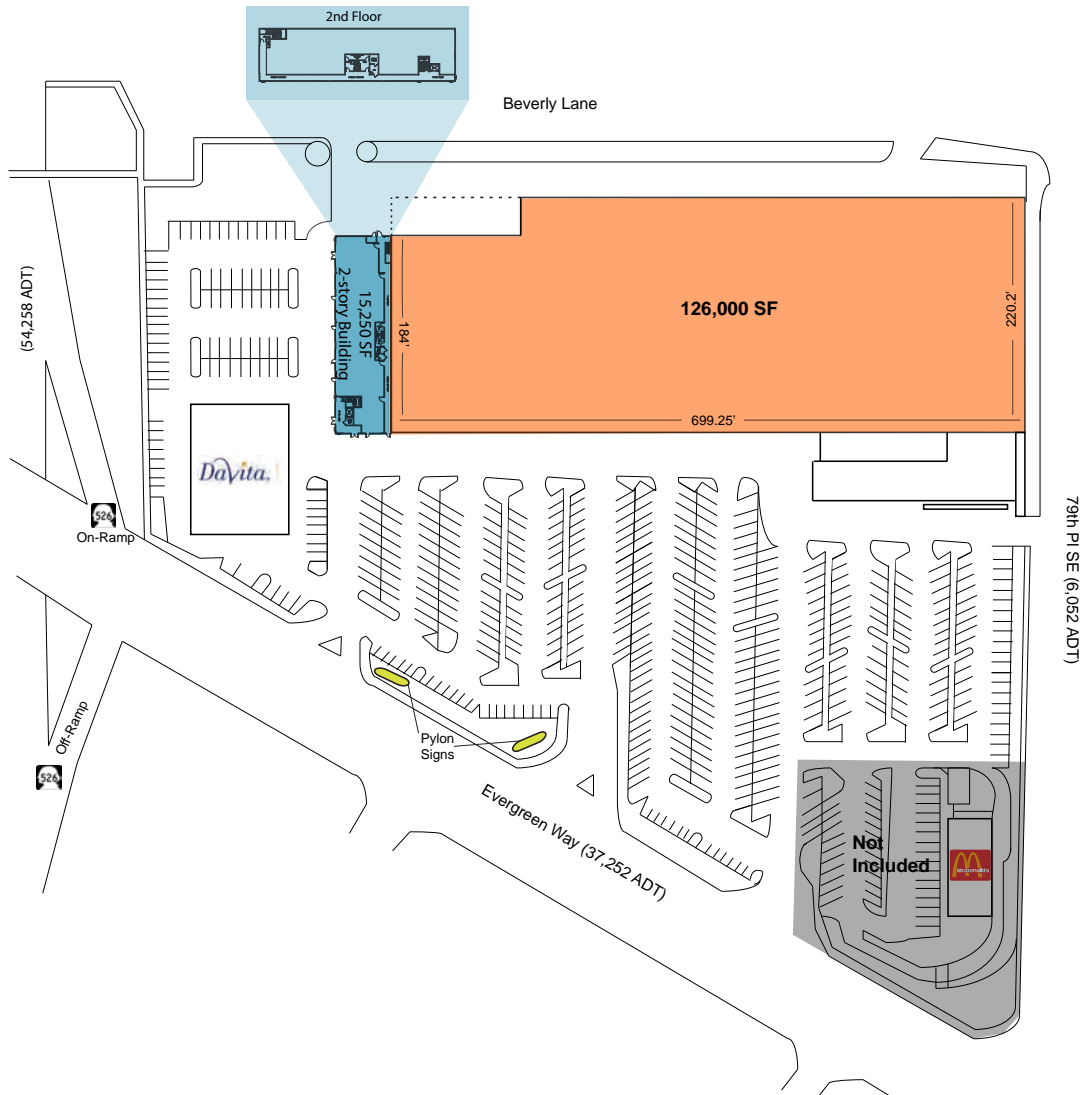 2nd Floor
Beverly Lane
(54,258 ADT)
15,250 SF
2-story Building
184'
126,000 SF
220.2'
699.25'
DaVita.
526
On-Ramp
79th Pl SE (6,052 ADT)
Off-Ramp
526
Pylon
Signs
Evergreen Way (37,252 ADT)
Not
Included
McDonald's